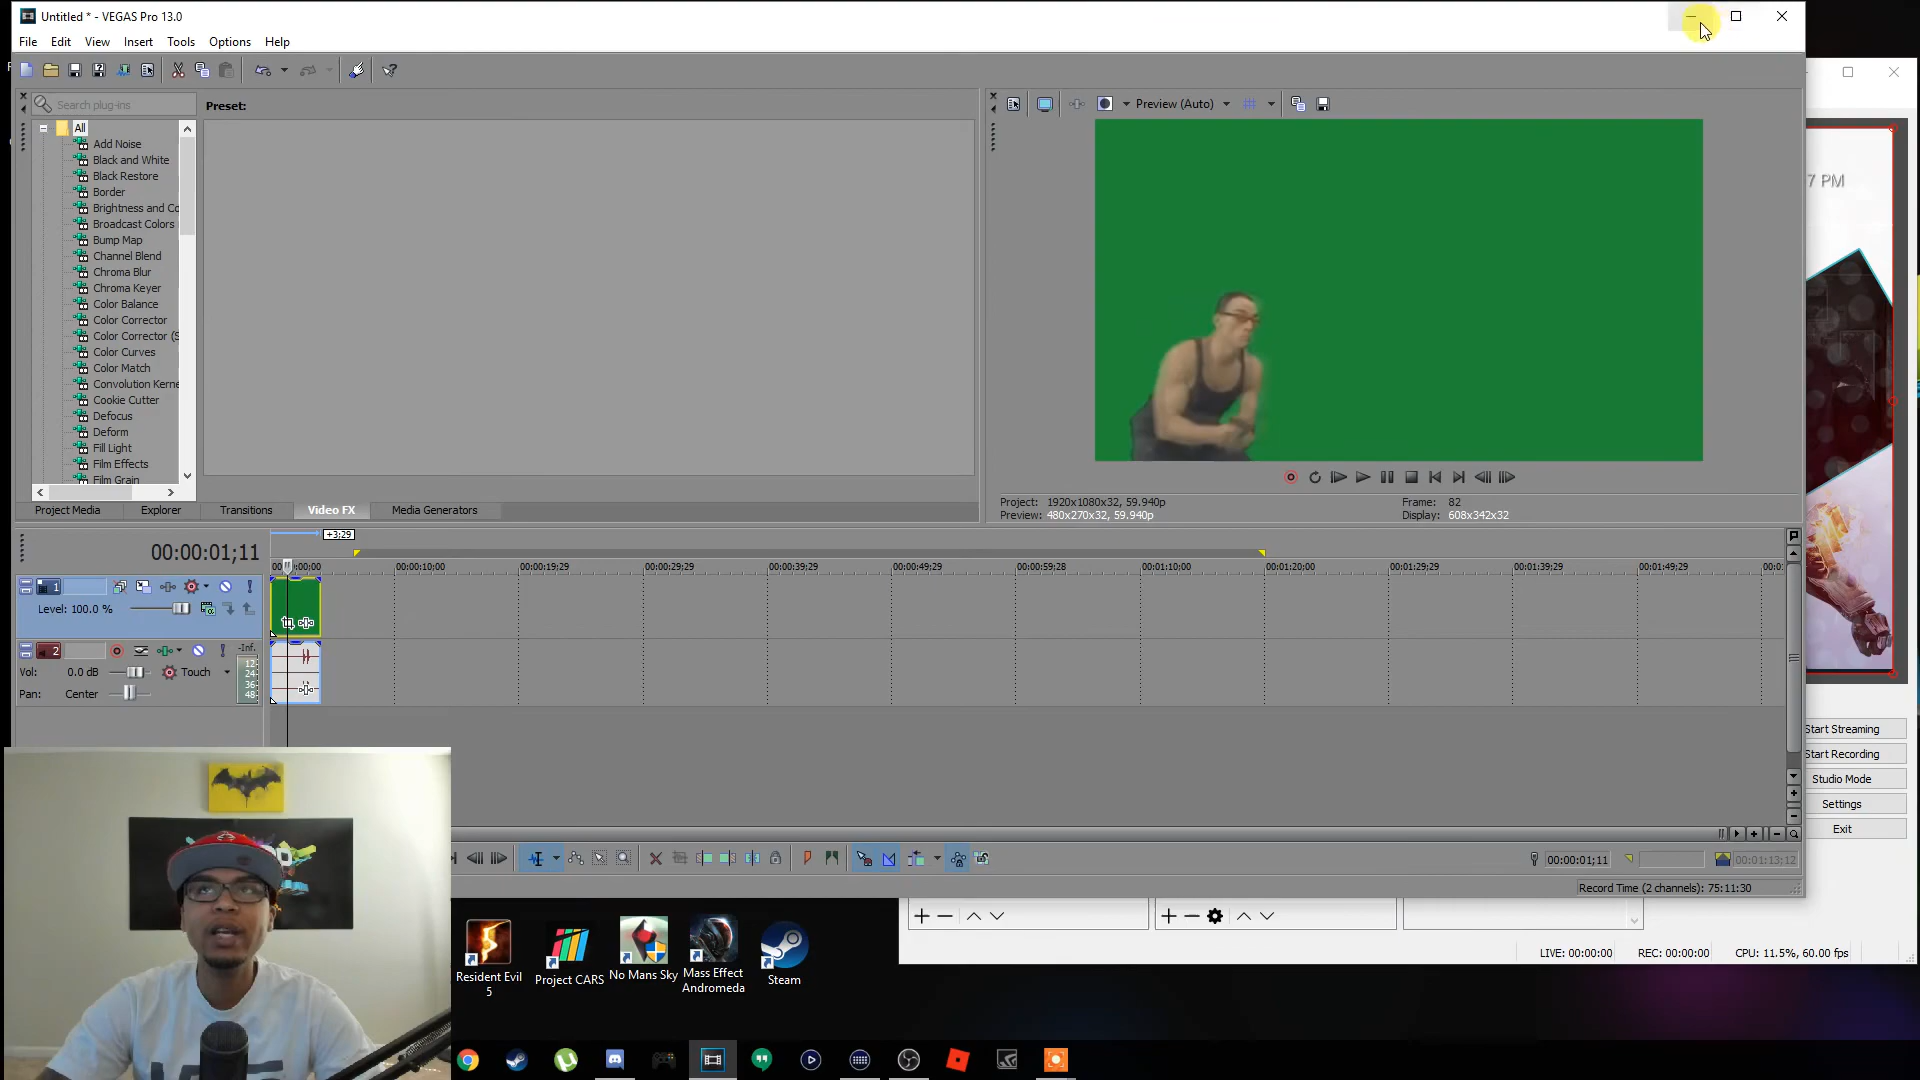 Untitled * - VEGAS Pro 13.0
File Edit View Insert Tools Options Help
Search plug-ins
Preset:
Preview (Auto)
All
Add Noise
Black and White
Black Restore
Border
Brightness and Co
Broadcast Colors
Bump Map
Channel Blend
Chroma Blur
Chroma Keyer
Color Balance
Color Corrector
Color Corrector (S
Color Curves
Color Match
Convolution Kerne
Cookie Cutter
Defocus
Deform
Fill Light
Film Effects
Film Grain
7 PM
Project Media Explorer Transitions Video FX Media Generators
Project: 1920x1080x32, 59.940p
Preview: 480x270x32, 59.940p
Frame: 82
Display: 608x342x32
+3;29
00:00:01;11
00:00:10;00 00:00:19;29 00:00:29;29 00:00:39;29 00:00:49;29 00:00:59;28 00:01:10;00 00:01:20;00 00:01:29;29 00:01:39;29 00:01:49;29
1
Level: 100.0 %
2
-Inf.
Vol: 0.0 dB Touch
Pan: Center
12
24
36
48
Start Streaming
Start Recording
Studio Mode
Settings
Exit
00:00:01;11 00:01:13;12
Record Time (2 channels): 75:11:30
LIVE: 00:00:00 REC: 00:00:00 CPU: 11.5%, 60.00 fps
Resident Evil 5
Project CARS
No Mans Sky
Mass Effect Andromeda
Steam